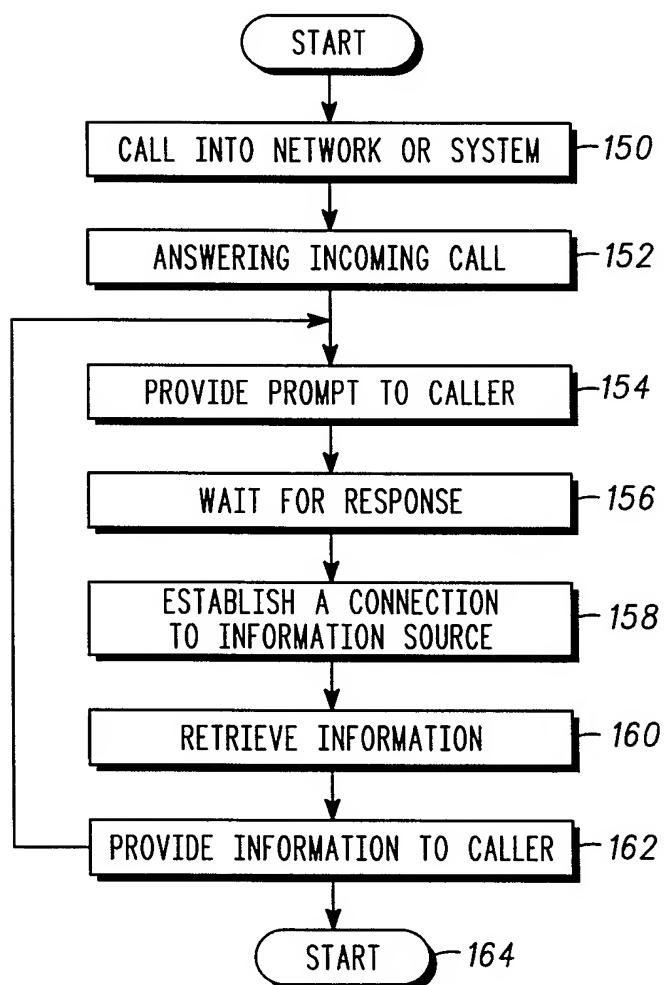 START
CALL INTO NETWORK OR SYSTEM 150
ANSWERING INCOMING CALL 152
PROVIDE PROMPT TO CALLER 154
WAIT FOR RESPONSE 156
ESTABLISH A CONNECTION
TO INFORMATION SOURCE 158
RETRIEVE INFORMATION 160
PROVIDE INFORMATION TO CALLER 162
START 164